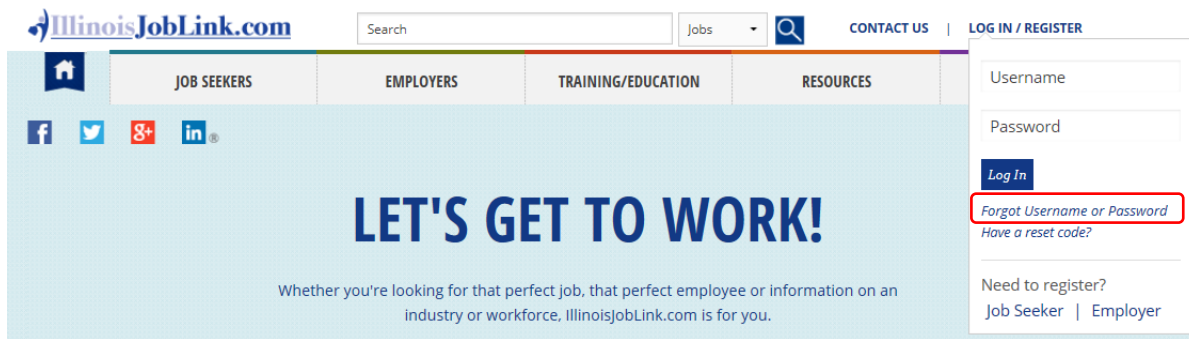 IllinoisJobLink.com
Search
Jobs
CONTACT US | LOG IN / REGISTER
JOB SEEKERS
EMPLOYERS
TRAINING/EDUCATION
RESOURCES
Username
Password
Log In
Forgot Username or Password
Have a reset code?
Need to register?
Job Seeker | Employer
f
8+
in ®
LET'S GET TO WORK!
Whether you're looking for that perfect job, that perfect employee or information on an
industry or workforce, IllinoisJobLink.com is for you.